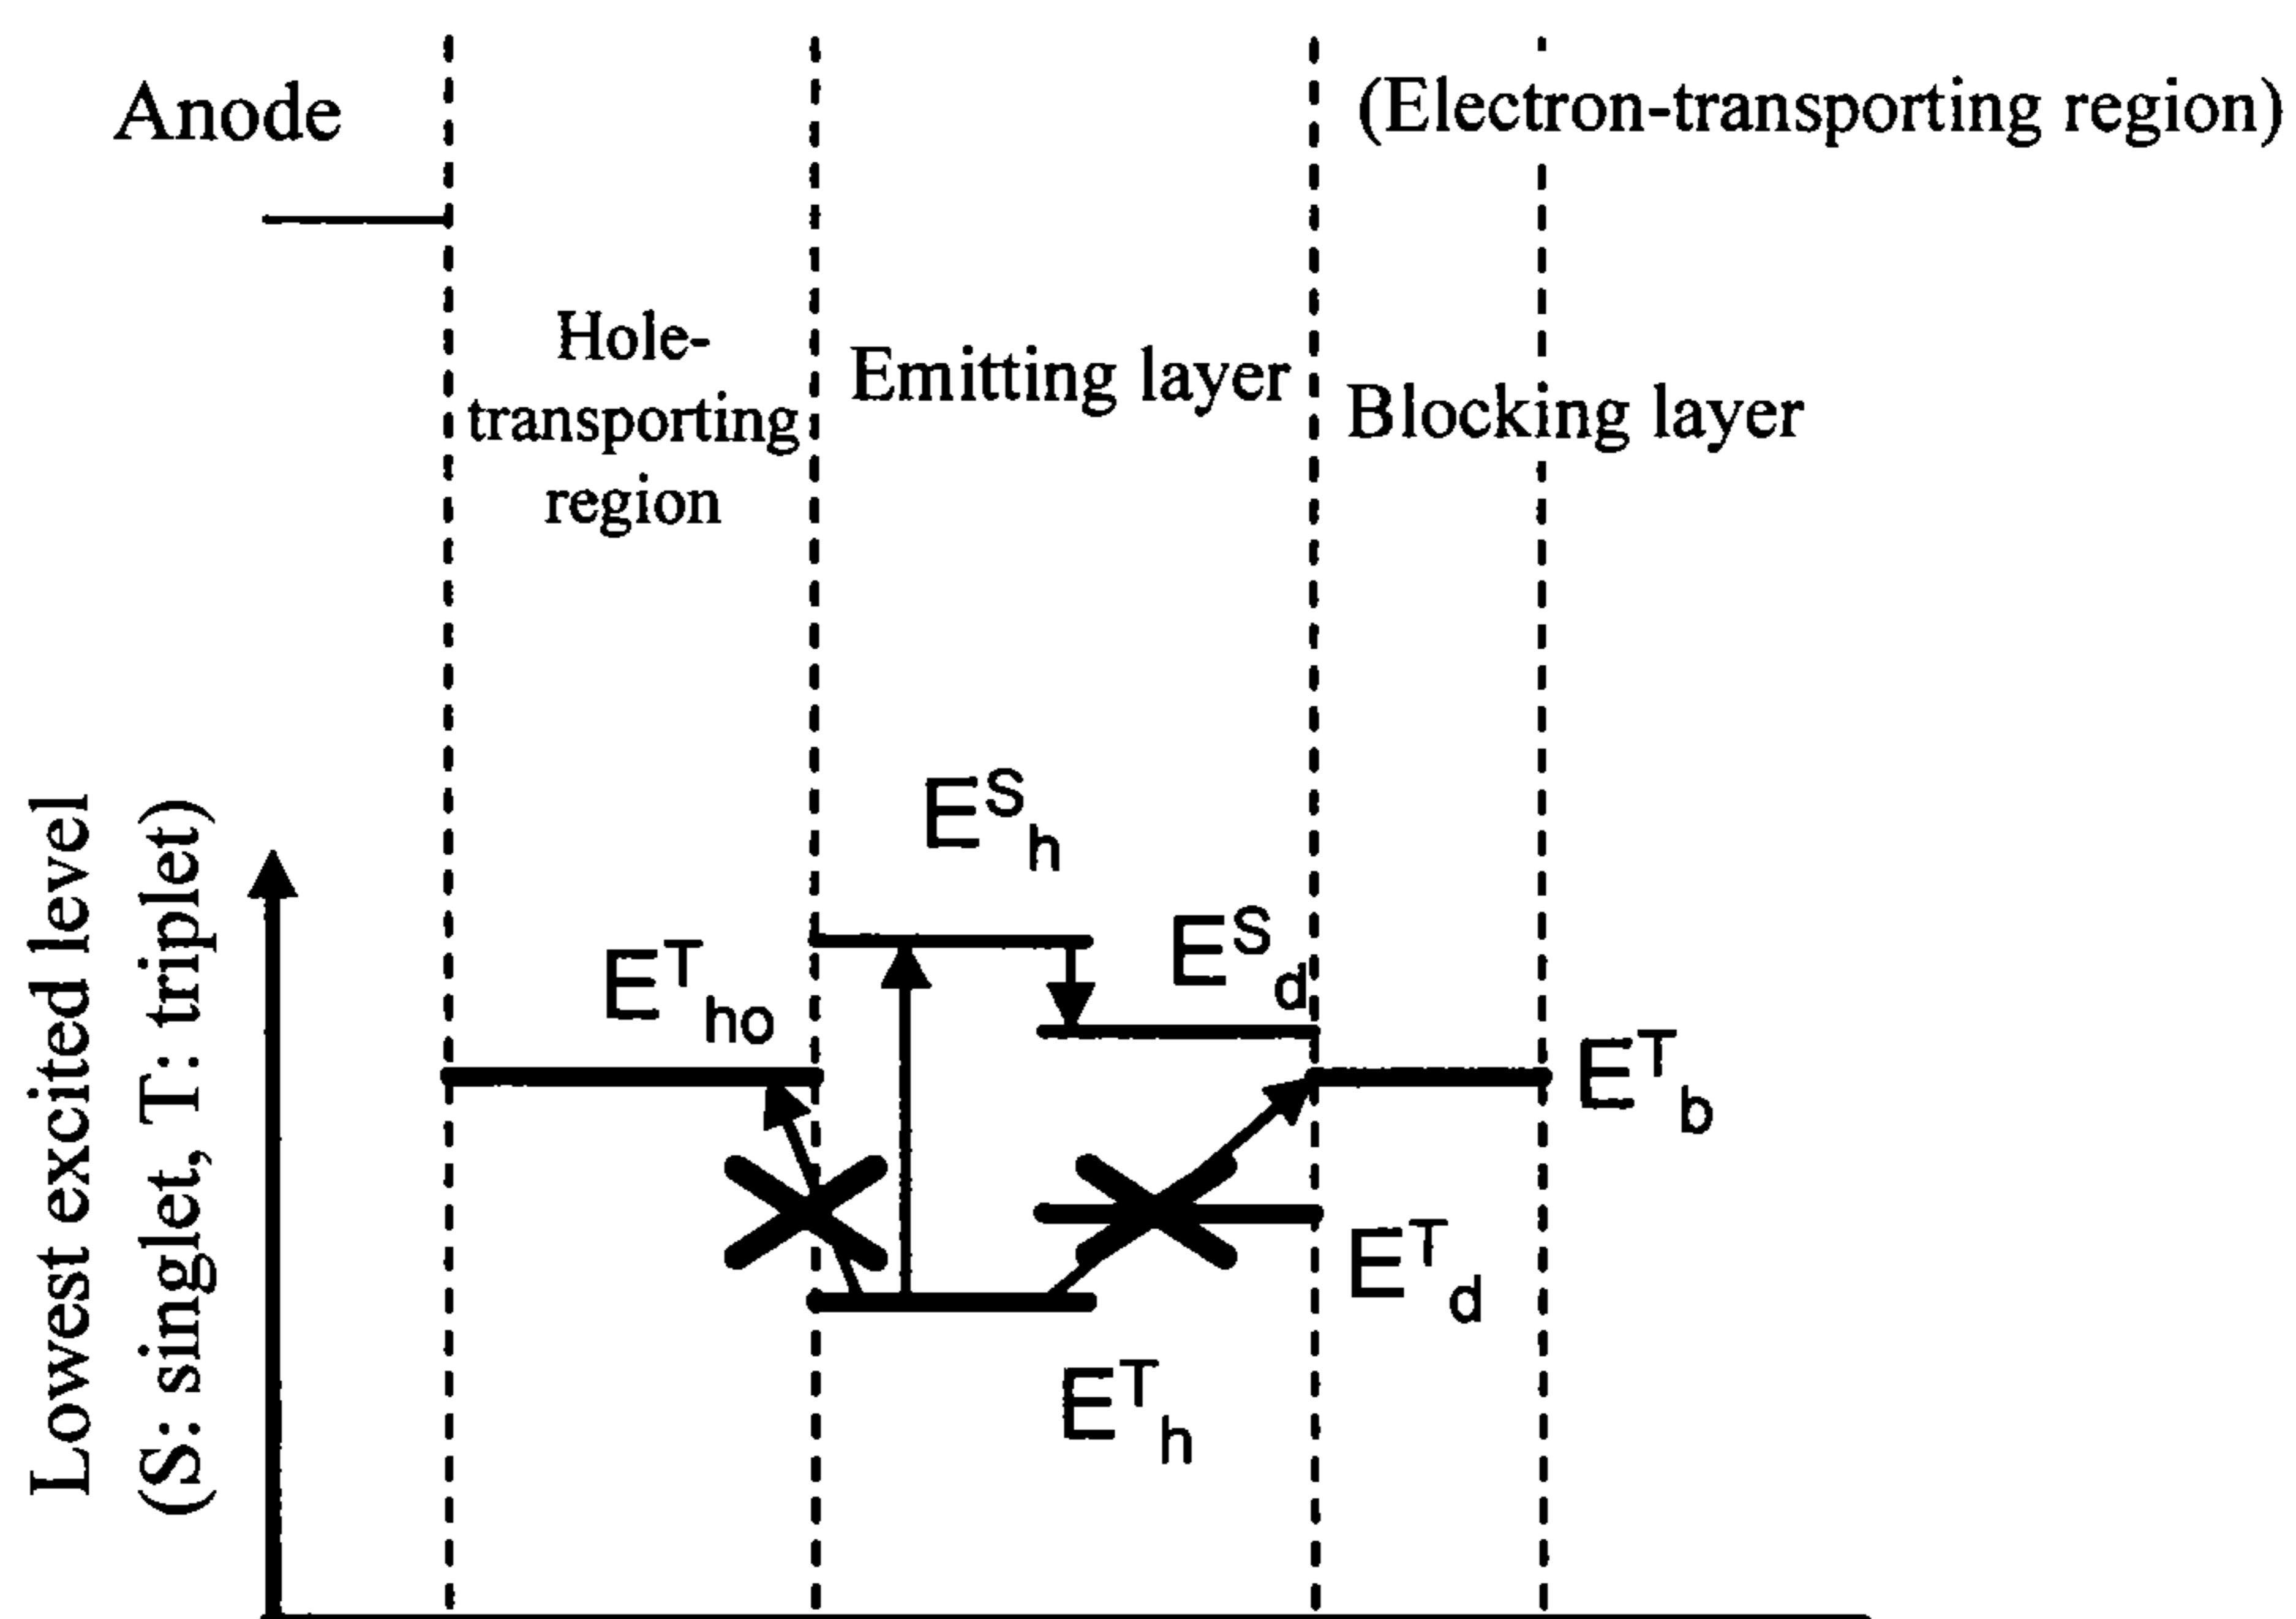 Anode
(Electron-transporting region)
Hole-
transporting
region
Emitting layer
Blocking layer
Lowest excited level
(S: singlet, T: triplet)
E^S_h
E^S_d
E^T_ho
E^T_b
E^T_d
E^T_h